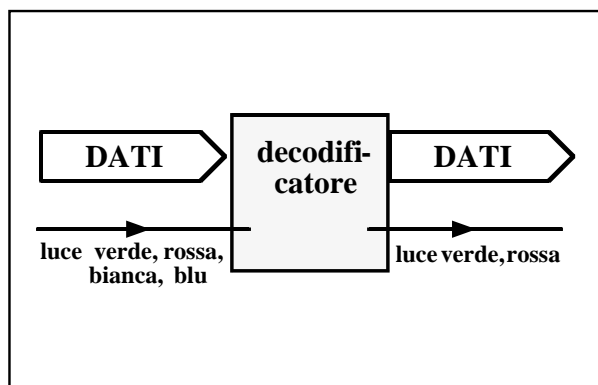 DATI
decodifi-
catore
DATI
luce verde, rossa,
bianca, blu
luce verde, rossa